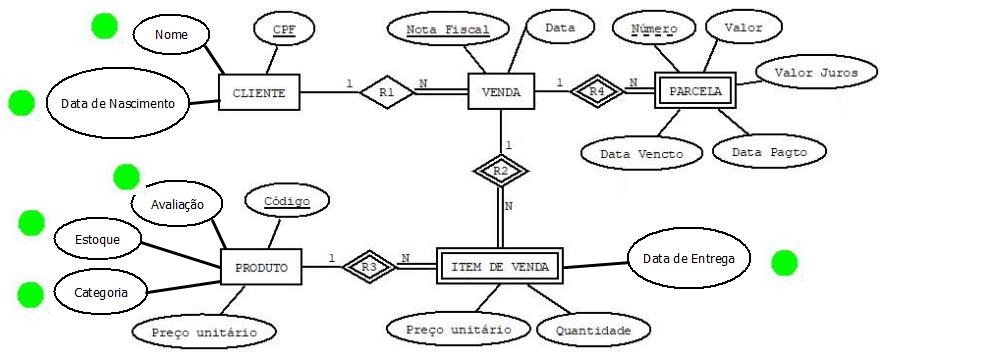 Nome
CPF
Nota Fiscal
Data
Número
Valor
Data de Nascimento
CLIENTE
1
R1
N
VENDA
1
R4
N
PARCELA
Valor Juros
Data Vencto
Data Pagto
1
R2
N
Avaliação
Código
Estoque
Categoria
PRODUTO
1
R3
N
ITEM DE VENDA
Data de Entrega
Preço unitário
Preço unitário
Quantidade